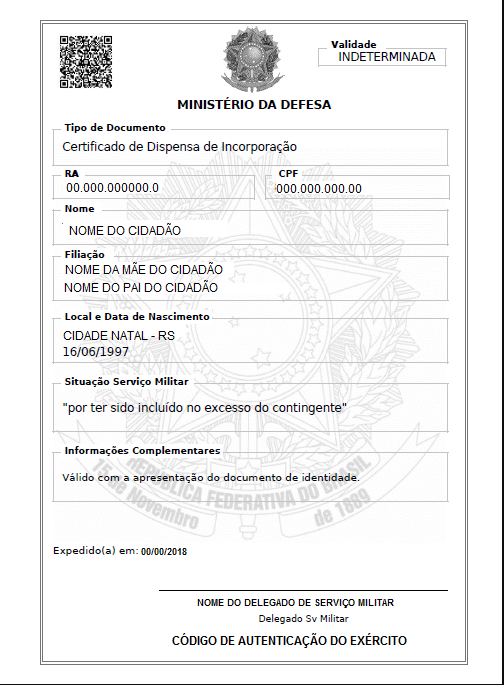 Validade
INDETERMINADA
MINISTÉRIO DA DEFESA
Tipo de Documento
Certificado de Dispensa de Incorporação
RA
00.000.000000.0
CPF
000.000.000.00
Nome
NOME DO CIDADÃO
Filiação
NOME DA MÃE DO CIDADÃO
NOME DO PAI DO CIDADÃO
Local e Data de Nascimento
CIDADE NATAL - RS
16/06/1997
Situação Serviço Militar
"por ter sido incluído no excesso do contingente"
Informações Complementares
Válido com a apresentação do documento de identidade.
REPÚBLICA FEDERATIVA DO BRASIL
15 de Novembro
de 1889
Expedido(a) em: 00/00/2018
NOME DO DELEGADO DE SERVIÇO MILITAR
Delegado Sv Militar
CÓDIGO DE AUTENTICAÇÃO DO EXÉRCITO